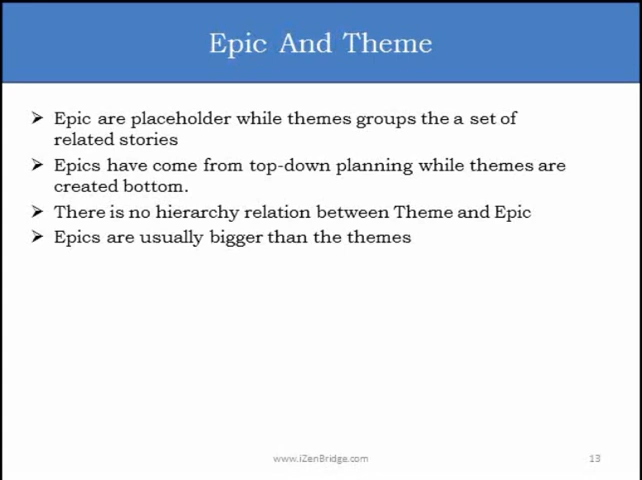 Epic And Theme
➢ Epic are placeholder while themes groups the a set of
related stories
➢ Epics have come from top-down planning while themes are
created bottom.
➢ There is no hierarchy relation between Theme and Epic
➢ Epics are usually bigger than the themes
www.iZenBridge.com
13